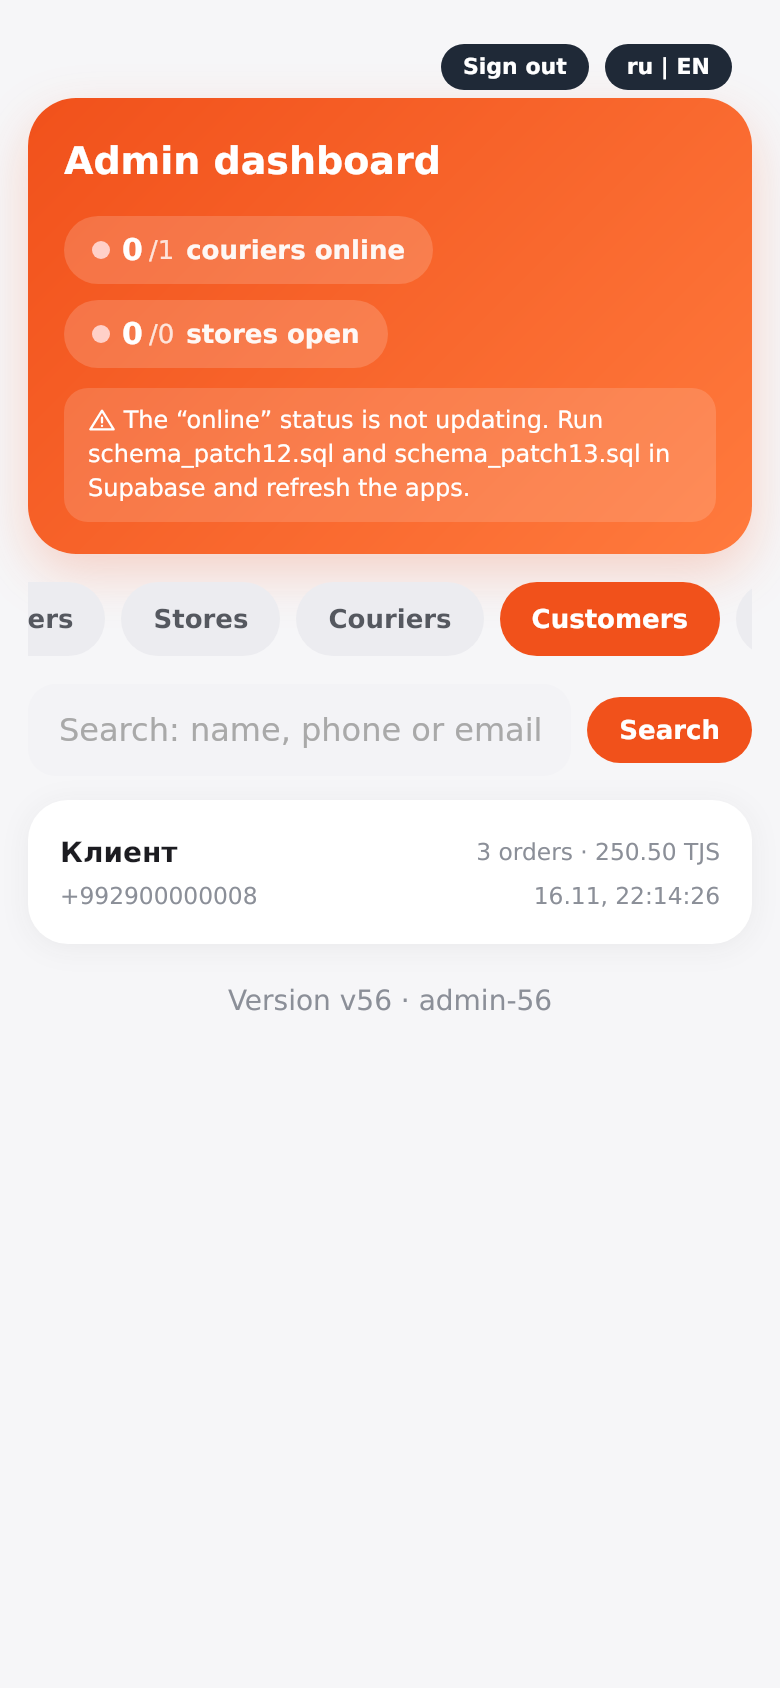 Sign out
ru | EN
Admin dashboard
0 /1 couriers online
0 /0 stores open
⚠ The “online” status is not updating. Run
schema_patch12.sql and schema_patch13.sql in
Supabase and refresh the apps.
ers
Stores
Couriers
Customers
Search: name, phone or email
Search
Клиент
3 orders · 250.50 TJS
+992900000008
16.11, 22:14:26
Version v56 · admin-56